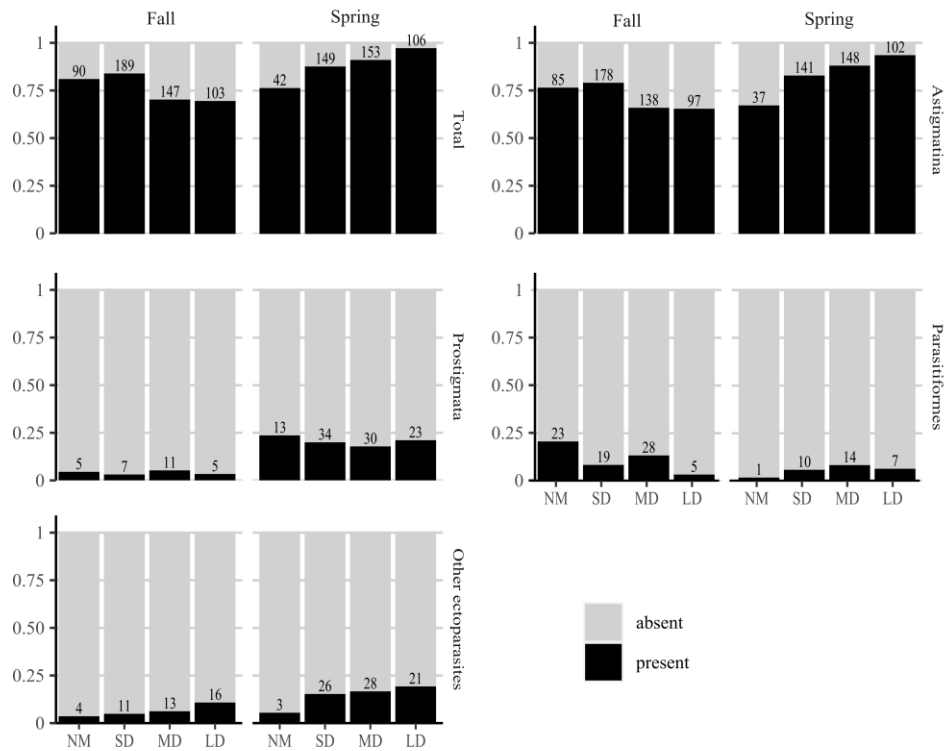 Fall Spring
1
0.75
0.50
0.25
0
90 189 147 103
42 149 153 106
Total
Fall Spring
1
0.75
0.50
0.25
0
85 178 138 97
37 141 148 102
Astigmatina
1
0.75
0.50
0.25
0
5 7 11 5
13 34 30 23
Prostigmata
1
0.75
0.50
0.25
0
23 19 28 5
1 10 14 7
NM SD MD LD NM SD MD LD
Parasitiformes
1
0.75
0.50
0.25
0
4 11 13 16
3 26 28 21
NM SD MD LD NM SD MD LD
Other ectoparasites
absent
present